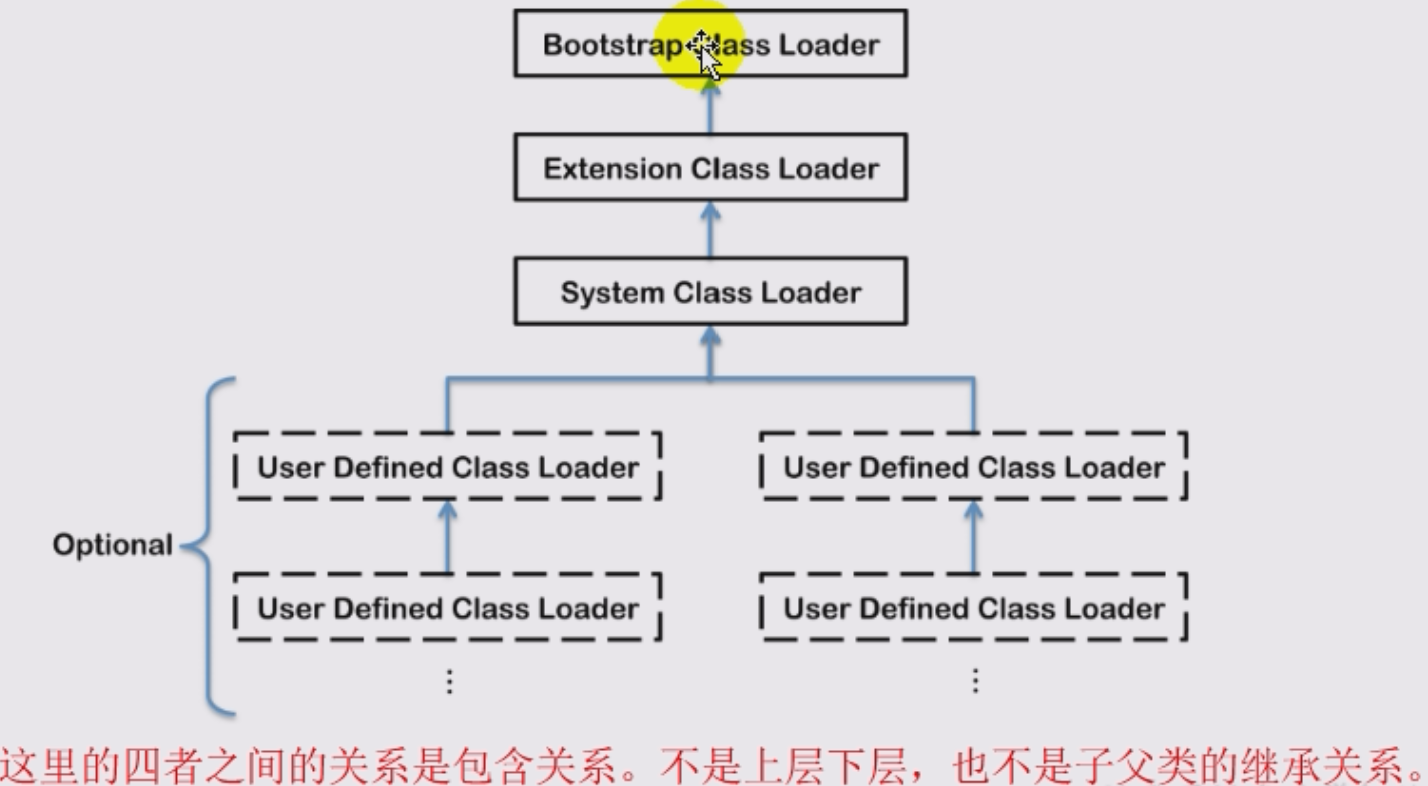 Bootstrap Class Loader
Extension Class Loader
System Class Loader
User Defined Class Loader
User Defined Class Loader
Optional
User Defined Class Loader
User Defined Class Loader
⋮
⋮
这里的四者之间的关系是包含关系。不是上层下层，也不是子父类的继承关系。